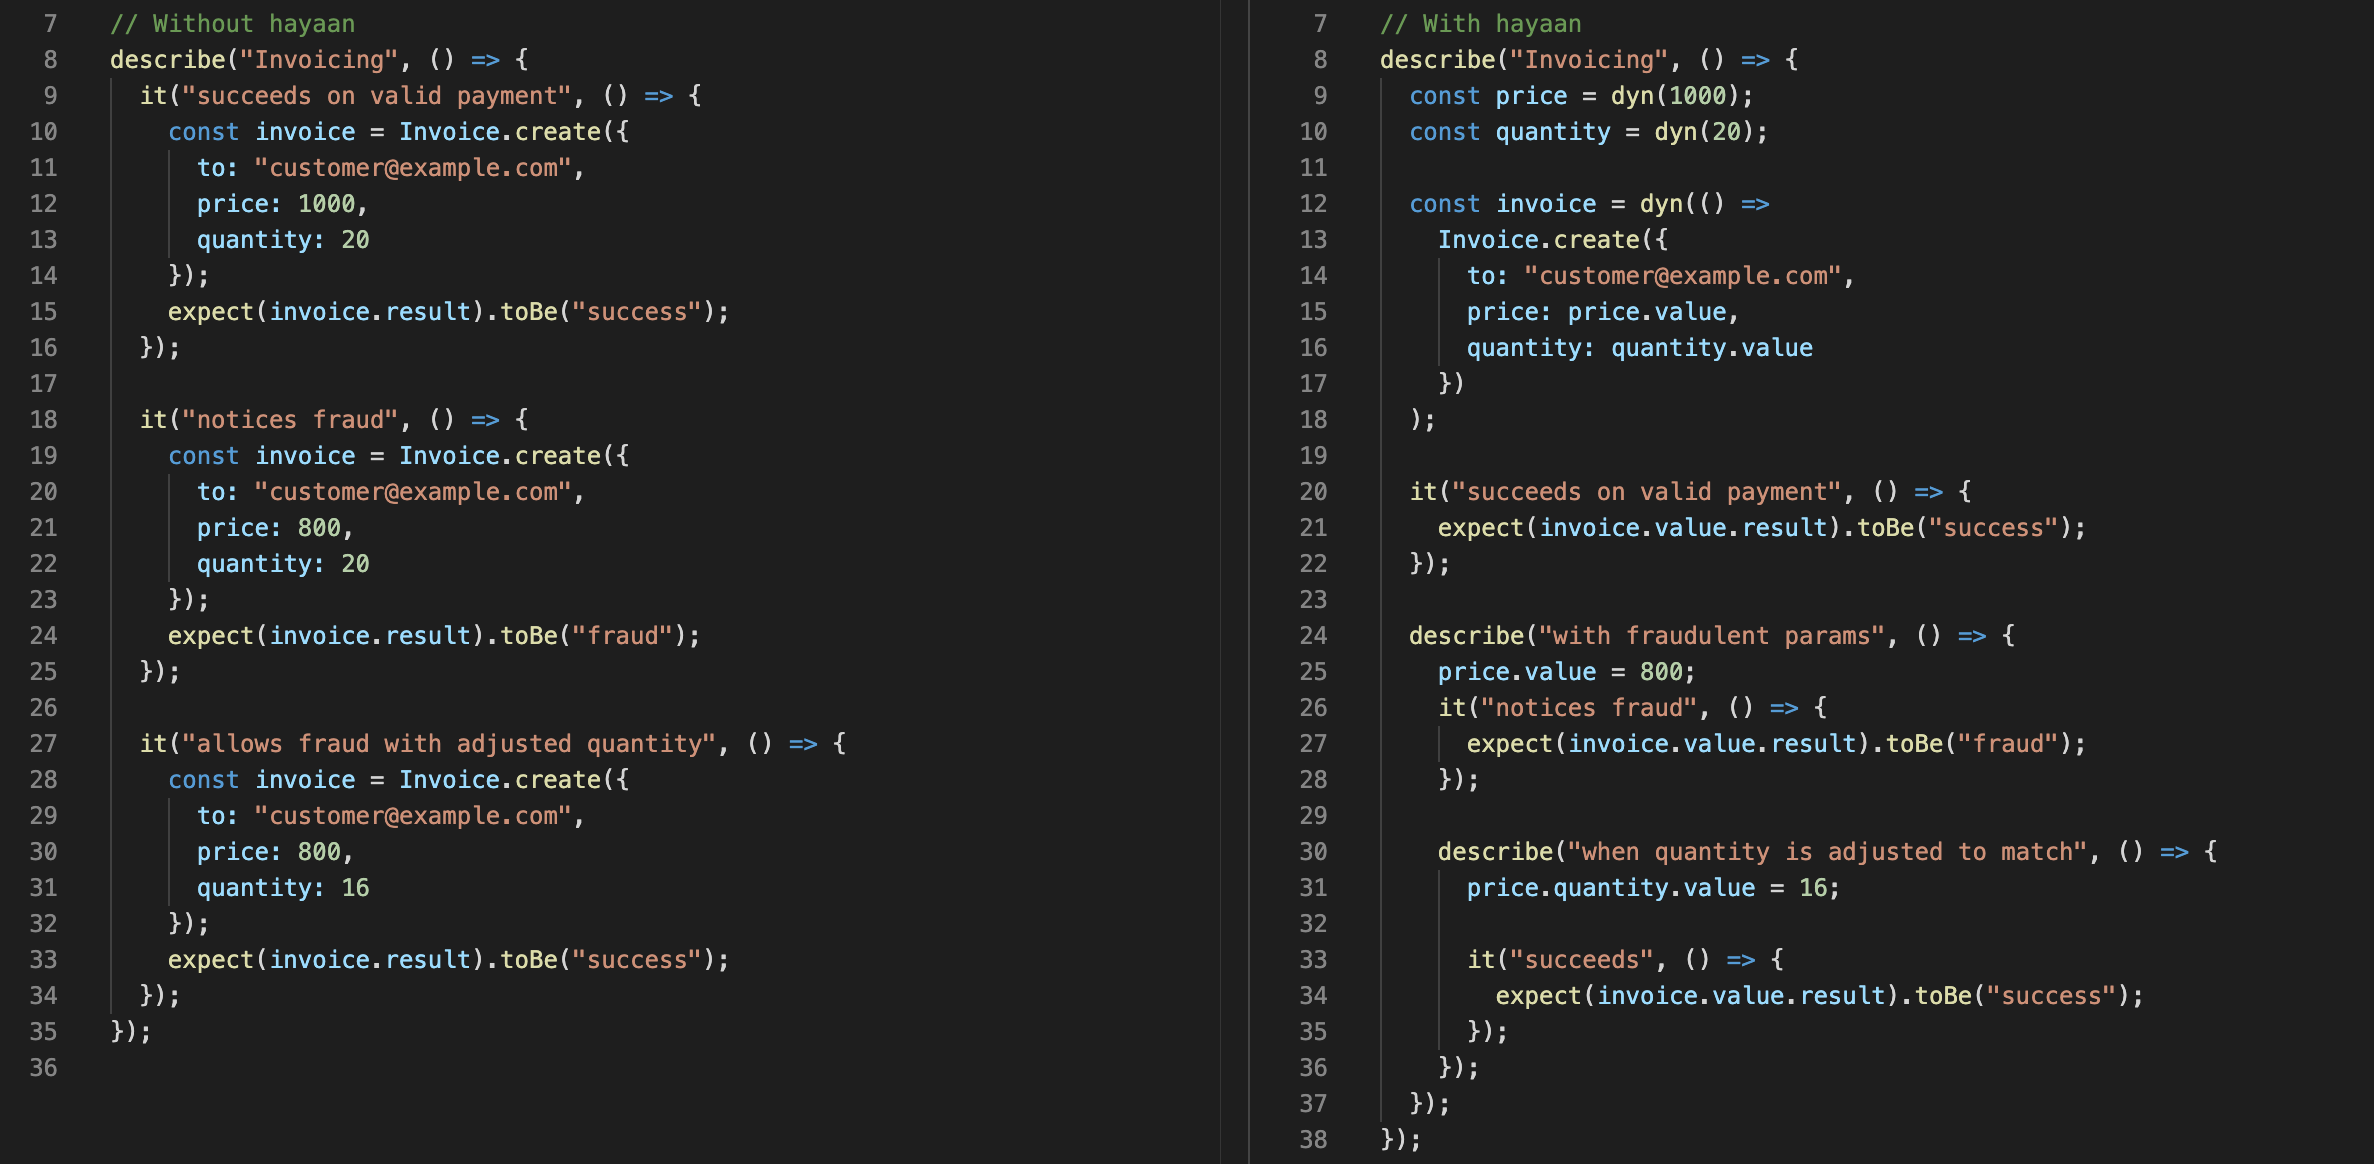 7 // Without hayaan
8 describe("Invoicing", () => {
9   it("succeeds on valid payment", () => {
10     const invoice = Invoice.create({
11       to: "customer@example.com",
12       price: 1000,
13       quantity: 20
14     });
15     expect(invoice.result).toBe("success");
16   });
17
18   it("notices fraud", () => {
19     const invoice = Invoice.create({
20       to: "customer@example.com",
21       price: 800,
22       quantity: 20
23     });
24     expect(invoice.result).toBe("fraud");
25   });
26
27   it("allows fraud with adjusted quantity", () => {
28     const invoice = Invoice.create({
29       to: "customer@example.com",
30       price: 800,
31       quantity: 16
32     });
33     expect(invoice.result).toBe("success");
34   });
35 });
36
7 // With hayaan
8 describe("Invoicing", () => {
9   const price = dyn(1000);
10   const quantity = dyn(20);
11
12   const invoice = dyn(() =>
13     Invoice.create({
14       to: "customer@example.com",
15       price: price.value,
16       quantity: quantity.value
17     })
18   );
19
20   it("succeeds on valid payment", () => {
21     expect(invoice.value.result).toBe("success");
22   });
23
24   describe("with fraudulent params", () => {
25     price.value = 800;
26     it("notices fraud", () => {
27       expect(invoice.value.result).toBe("fraud");
28     });
29
30     describe("when quantity is adjusted to match", () => {
31       price.quantity.value = 16;
32
33       it("succeeds", () => {
34         expect(invoice.value.result).toBe("success");
35       });
36     });
37   });
38 });